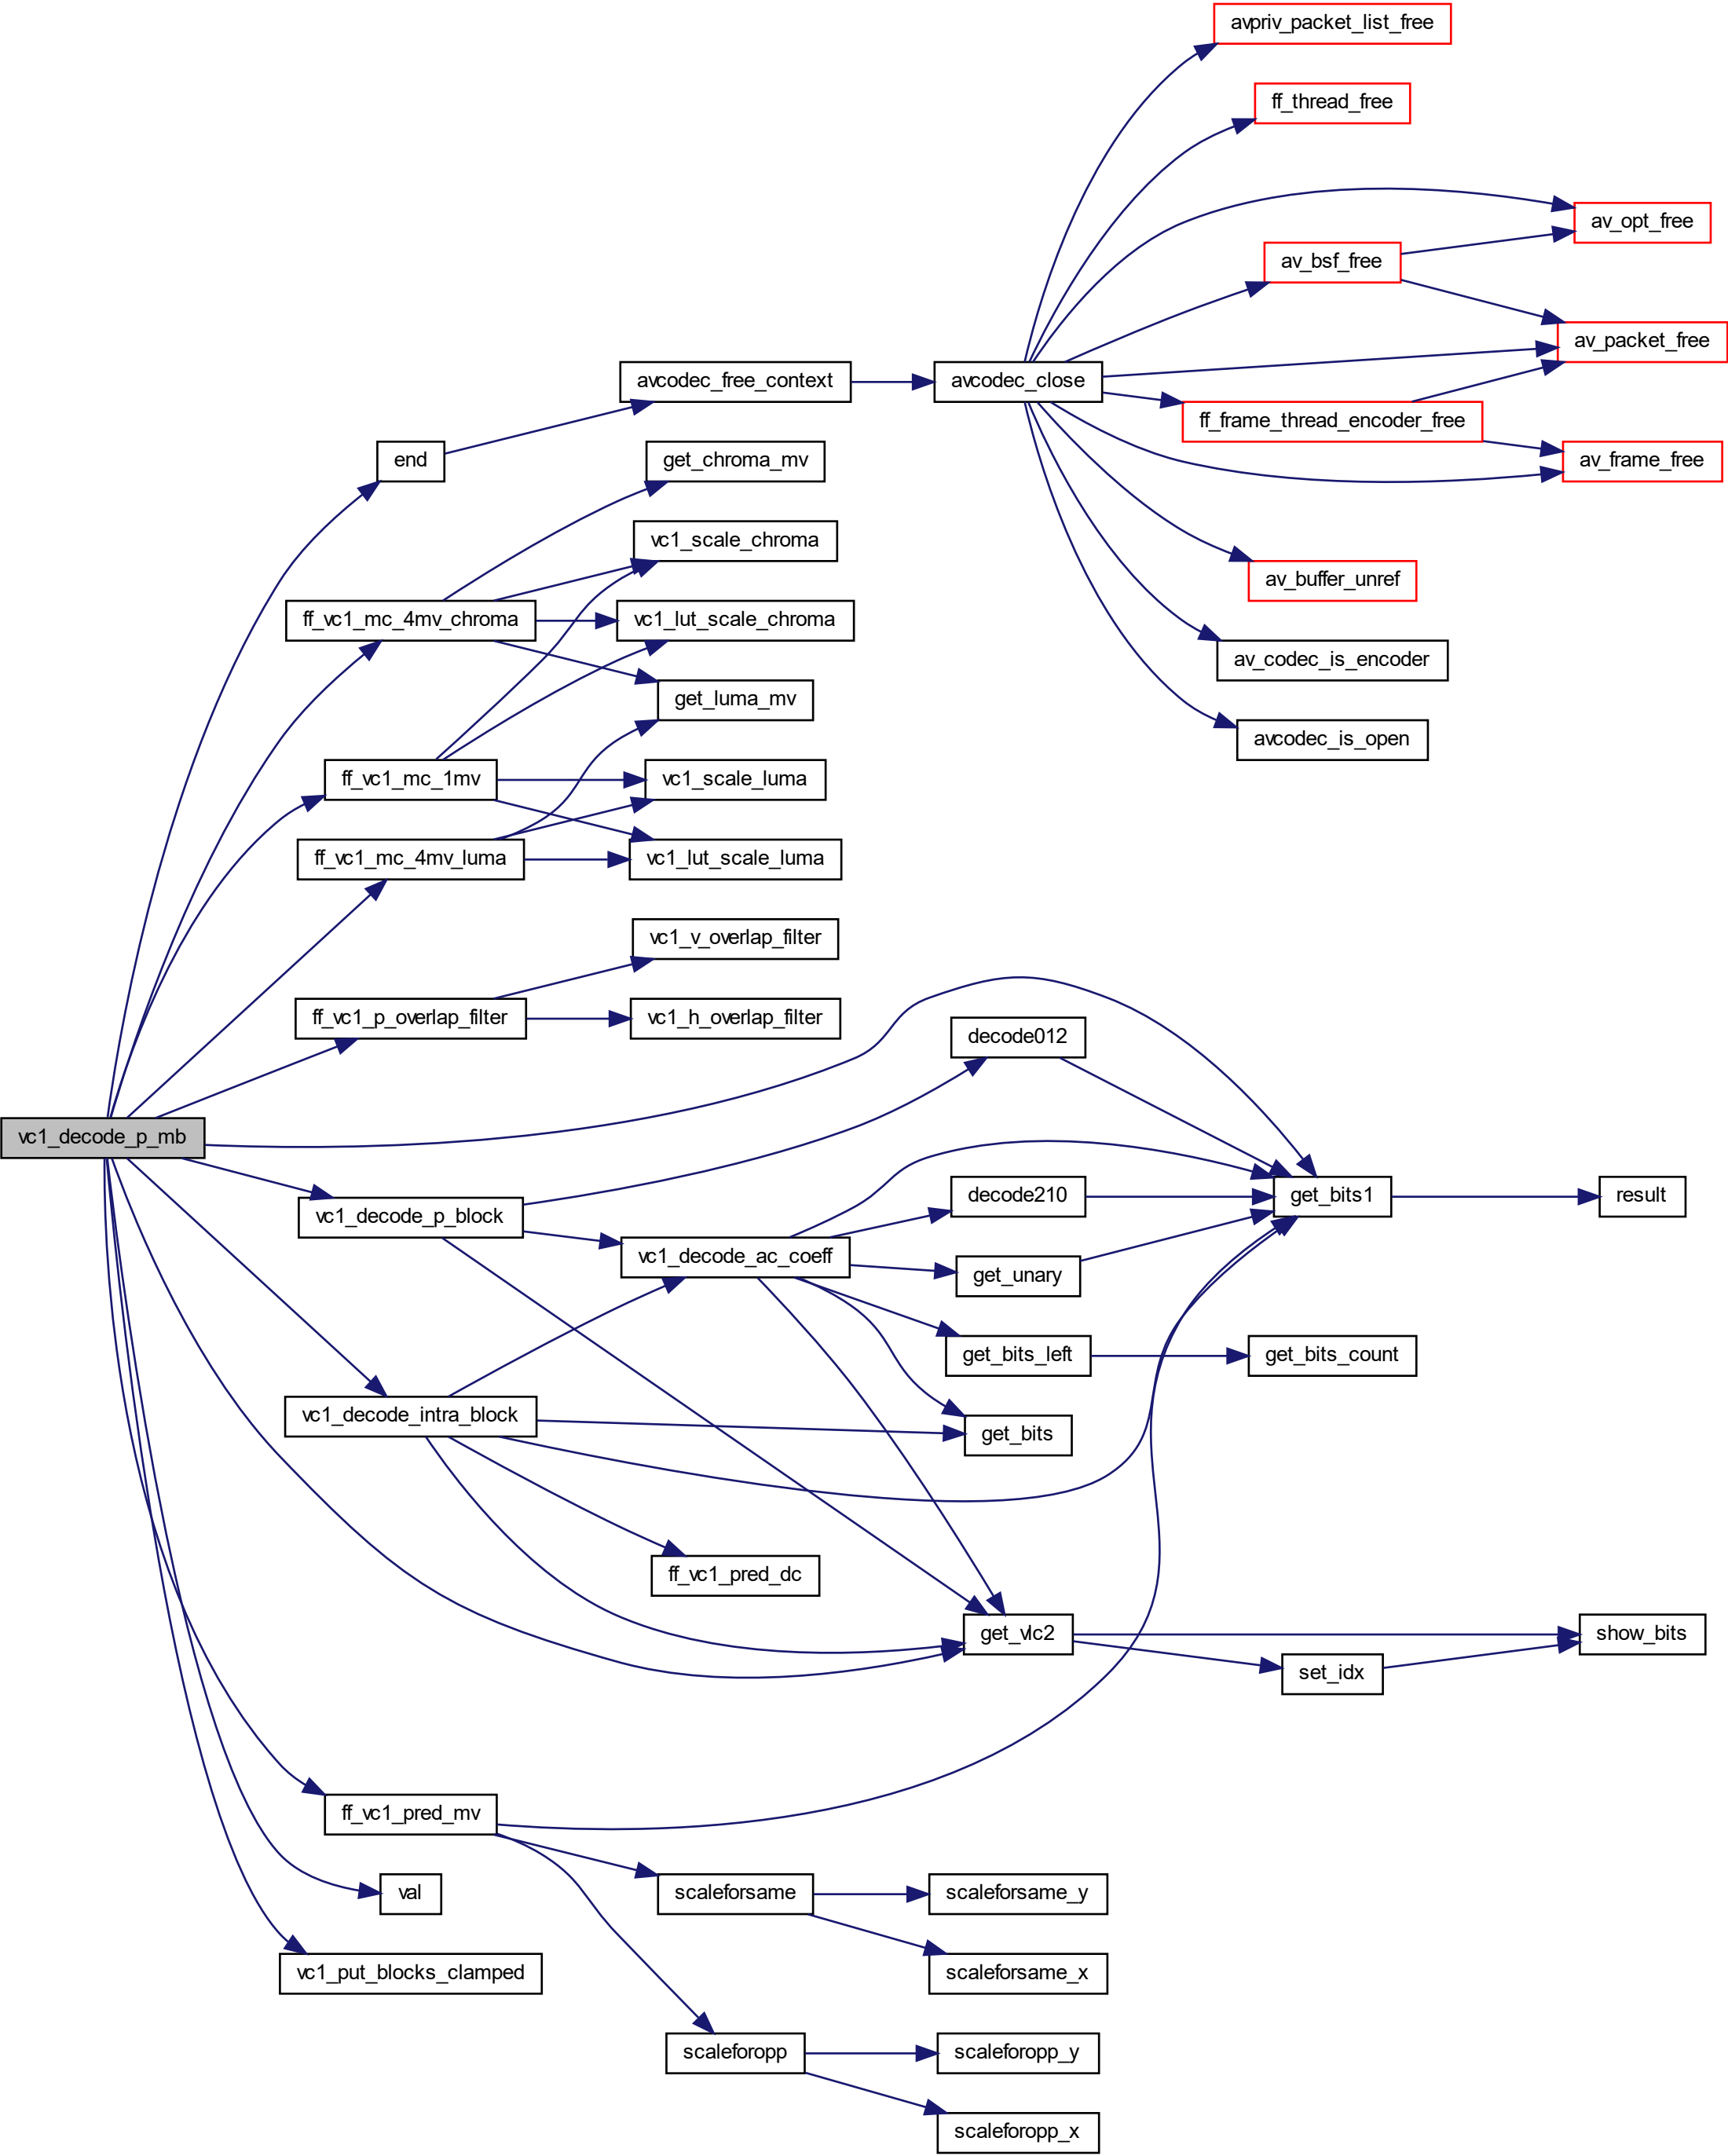 avpriv_packet_list_free
ff_thread_free
av_opt_free
av_bsf_free
av_packet_free
avcodec_free_context
avcodec_close
ff_frame_thread_encoder_free
end
get_chroma_mv
av_frame_free
vc1_scale_chroma
av_buffer_unref
ff_vc1_mc_4mv_chroma
vc1_lut_scale_chroma
av_codec_is_encoder
get_luma_mv
avcodec_is_open
ff_vc1_mc_1mv
vc1_scale_luma
ff_vc1_mc_4mv_luma
vc1_lut_scale_luma
vc1_v_overlap_filter
ff_vc1_p_overlap_filter
vc1_h_overlap_filter
decode012
vc1_decode_p_mb
decode210
get_bits1
result
vc1_decode_p_block
vc1_decode_ac_coeff
get_unary
get_bits_left
get_bits_count
vc1_decode_intra_block
get_bits
ff_vc1_pred_dc
get_vlc2
show_bits
set_idx
ff_vc1_pred_mv
val
scaleforsame
scaleforsame_y
vc1_put_blocks_clamped
scaleforsame_x
scaleforopp
scaleforopp_y
scaleforopp_x